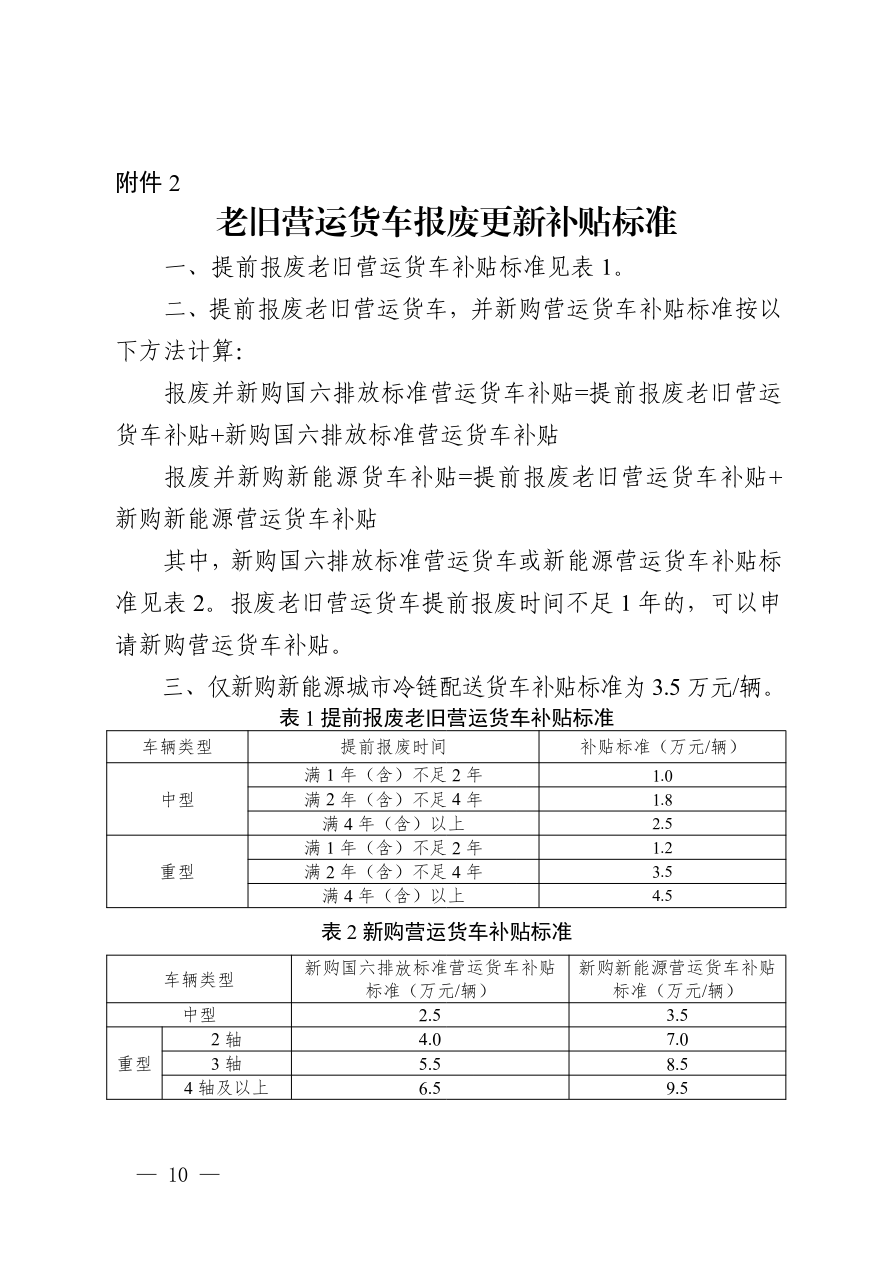 附件 2
老旧营运货车报废更新补贴标准
一、提前报废老旧营运货车补贴标准见表 1。
二、提前报废老旧营运货车，并新购营运货车补贴标准按以
下方法计算：
报废并新购国六排放标准营运货车补贴=提前报废老旧营运
货车补贴+新购国六排放标准营运货车补贴
报废并新购新能源货车补贴=提前报废老旧营运货车补贴+
新购新能源营运货车补贴
其中，新购国六排放标准营运货车或新能源营运货车补贴标
准见表 2。报废老旧营运货车提前报废时间不足 1 年的，可以申
请新购营运货车补贴。
三、仅新购新能源城市冷链配送货车补贴标准为 3.5 万元/辆。
表 1 提前报废老旧营运货车补贴标准
车辆类型 提前报废时间 补贴标准（万元/辆）
中型 满 1 年（含）不足 2 年 1.0
满 2 年（含）不足 4 年 1.8
满 4 年（含）以上 2.5
重型 满 1 年（含）不足 2 年 1.2
满 2 年（含）不足 4 年 3.5
满 4 年（含）以上 4.5
表 2 新购营运货车补贴标准
车辆类型 新购国六排放标准营运货车补贴 新购新能源营运货车补贴
标准（万元/辆） 标准（万元/辆）
中型 2.5 3.5
重型 2 轴 4.0 7.0
3 轴 5.5 8.5
4 轴及以上 6.5 9.5
— 10 —